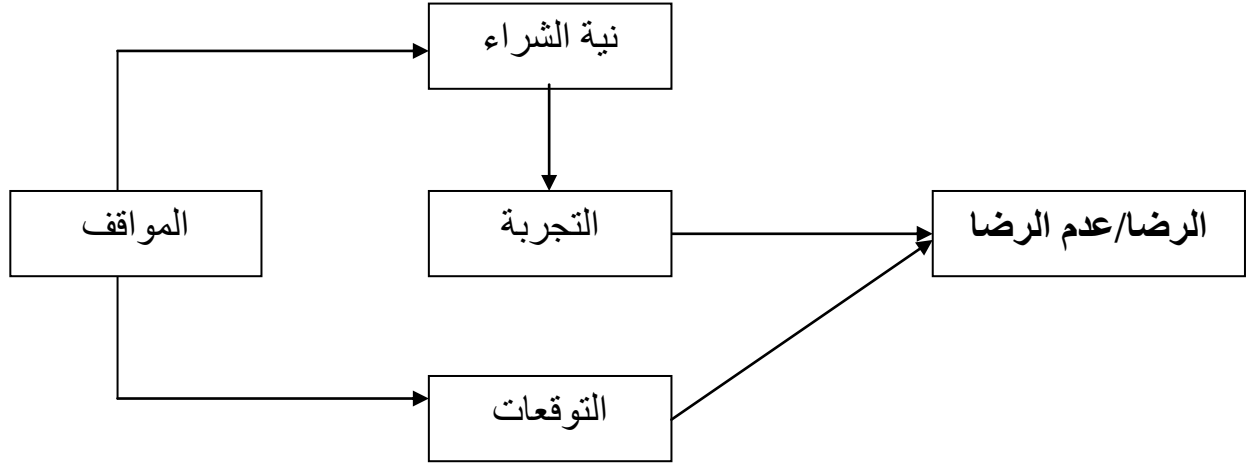 نية الشراء
المواقف
التجربة
الرضا/عدم الرضا
التوقعات